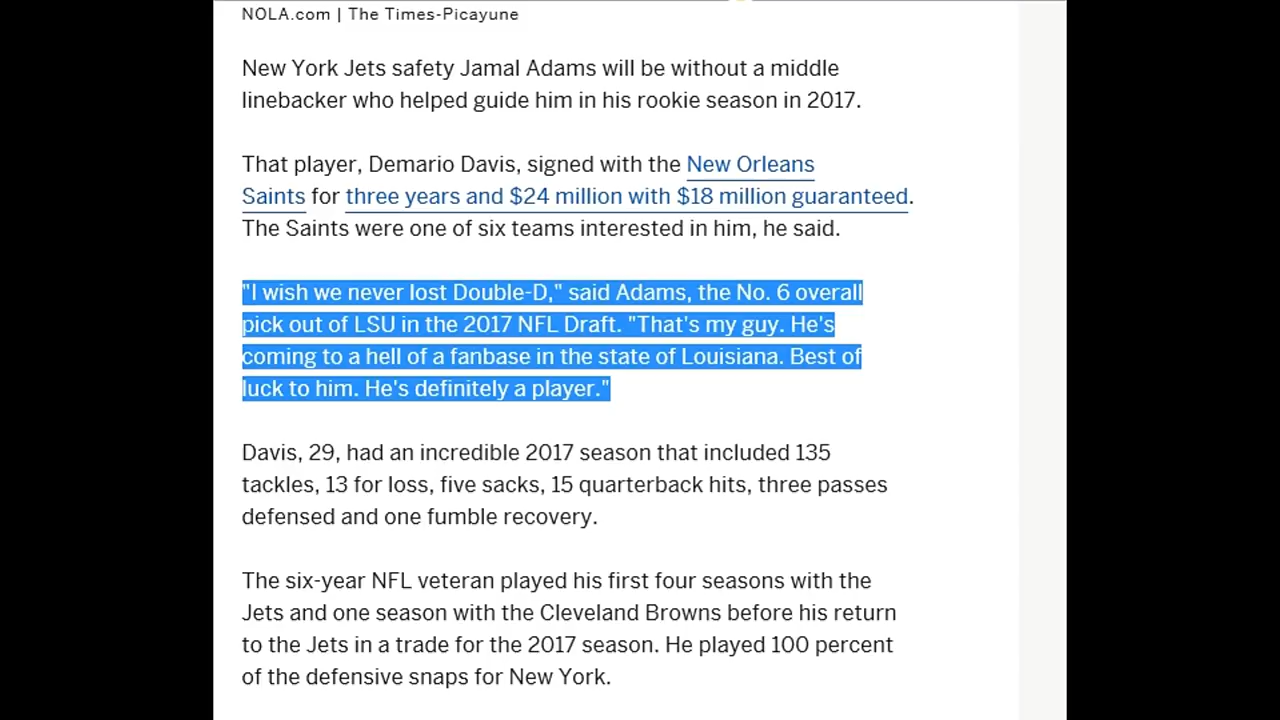 NOLA.com | The Times-Picayune
New York Jets safety Jamal Adams will be without a middle
linebacker who helped guide him in his rookie season in 2017.
That player, Demario Davis, signed with the New Orleans
Saints for three years and $24 million with $18 million guaranteed.
The Saints were one of six teams interested in him, he said.
"I wish we never lost Double-D," said Adams, the No. 6 overall
pick out of LSU in the 2017 NFL Draft. "That's my guy. He's
coming to a hell of a fanbase in the state of Louisiana. Best of
luck to him. He's definitely a player."
Davis, 29, had an incredible 2017 season that included 135
tackles, 13 for loss, five sacks, 15 quarterback hits, three passes
defensed and one fumble recovery.
The six-year NFL veteran played his first four seasons with the
Jets and one season with the Cleveland Browns before his return
to the Jets in a trade for the 2017 season. He played 100 percent
of the defensive snaps for New York.